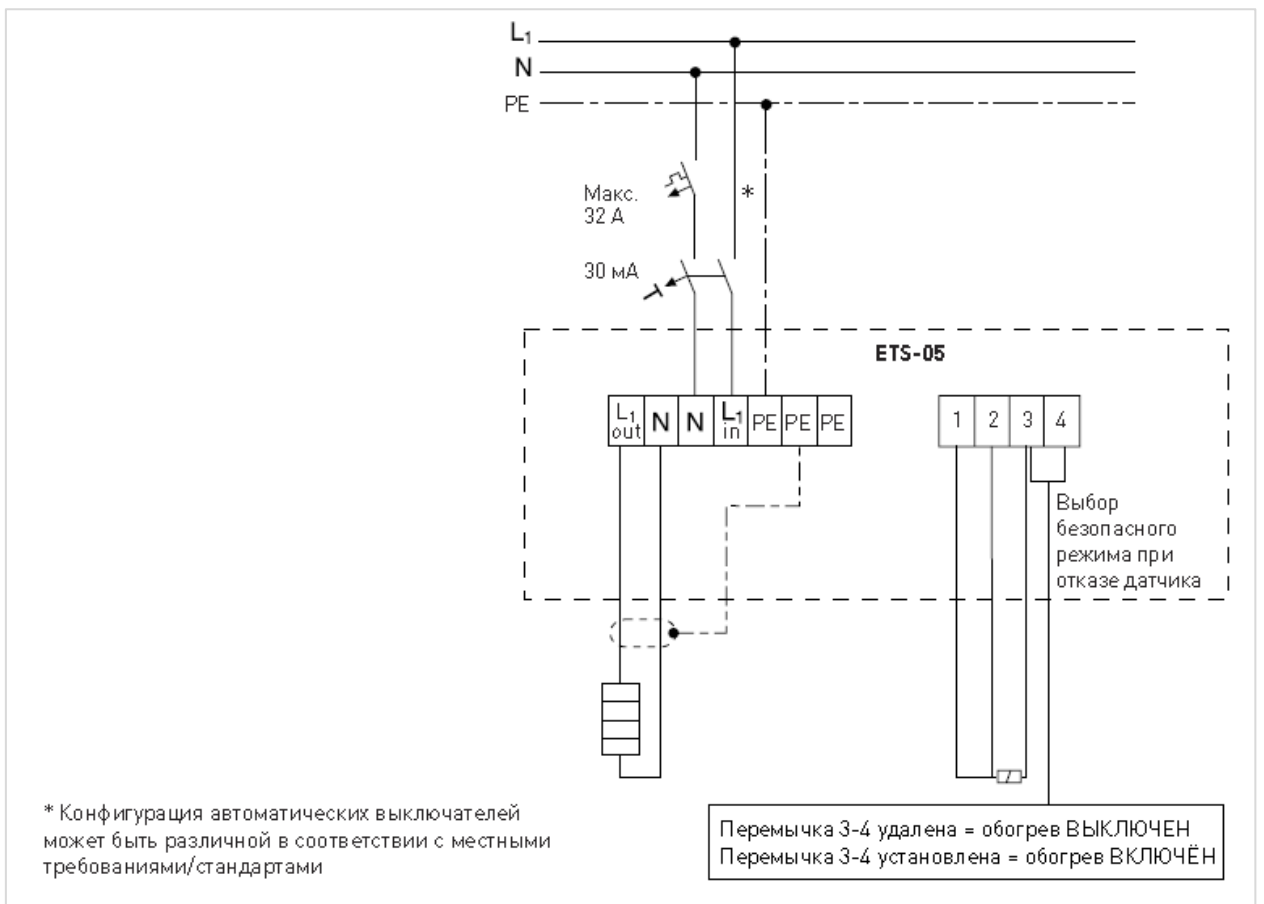 L1
N
PE
Макс.
32 А
*
30 мА
ETS-05
L1 out N N L1 in PE PE PE
1 2 3 4
Выбор
безопасного
режима при
отказе датчика
* Конфигурация автоматических выключателей
может быть различной в соответствии с местными
требованиями/стандартами
Перемычка 3-4 удалена = обогрев ВЫКЛЮЧЕН
Перемычка 3-4 установлена = обогрев ВКЛЮЧЁН